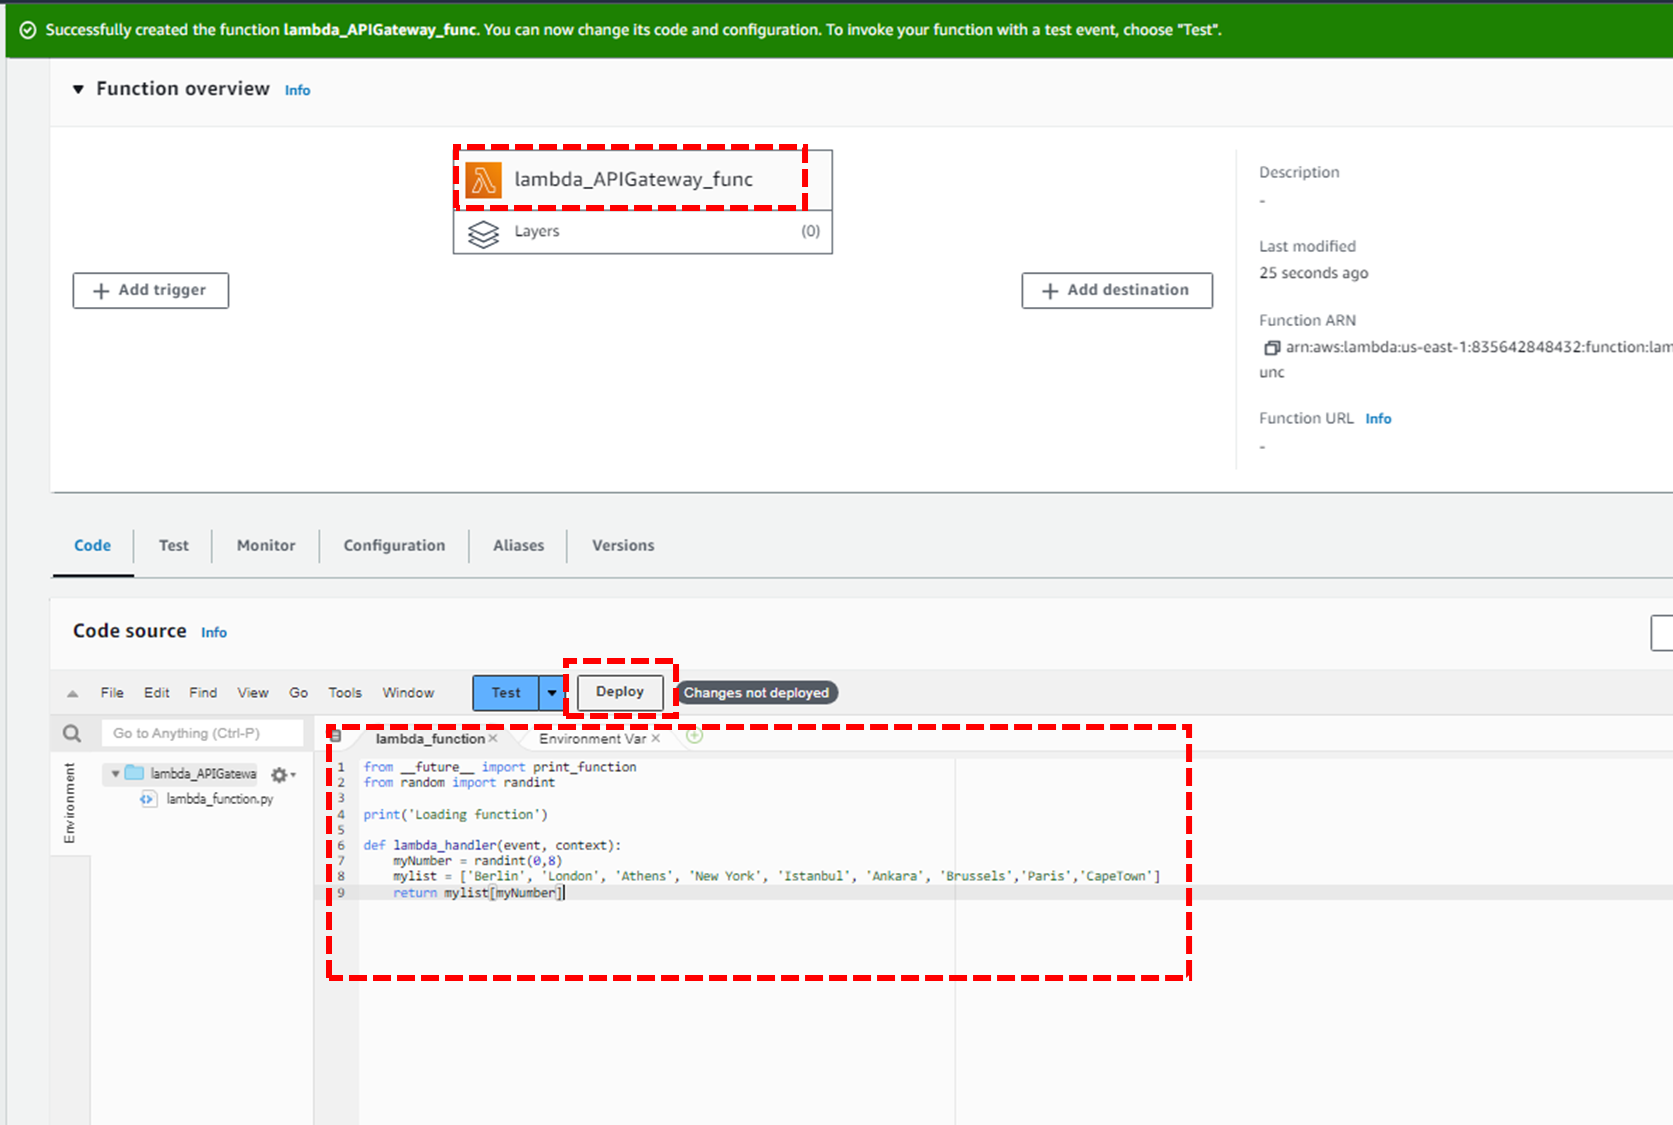 Successfully created the function lambda_APIGateway_func. You can now change its code and configuration. To invoke your function with a test event, choose "Test".
Function overview Info
lambda_APIGateway_func
Layers (0)
+ Add trigger
+ Add destination
Description
-
Last modified
25 seconds ago
Function ARN
arn:aws:lambda:us-east-1:835642848432:function:lam
unc
Function URL Info
-
Code Test Monitor Configuration Aliases Versions
Code source Info
File Edit Find View Go Tools Window Test Deploy Changes not deployed
Go to Anything (Ctrl-P)
Environment
lambda_APIGatewa
lambda_function.py
lambda_function × Environment Var ×
1 from __future__ import print_function
2 from random import randint
3
4 print('Loading function')
5
6 def lambda_handler(event, context):
7     myNumber = randint(0,8)
8     mylist = ['Berlin', 'London', 'Athens', 'New York', 'Istanbul', 'Ankara', 'Brussels','Paris','CapeTown']
9     return mylist[myNumber]